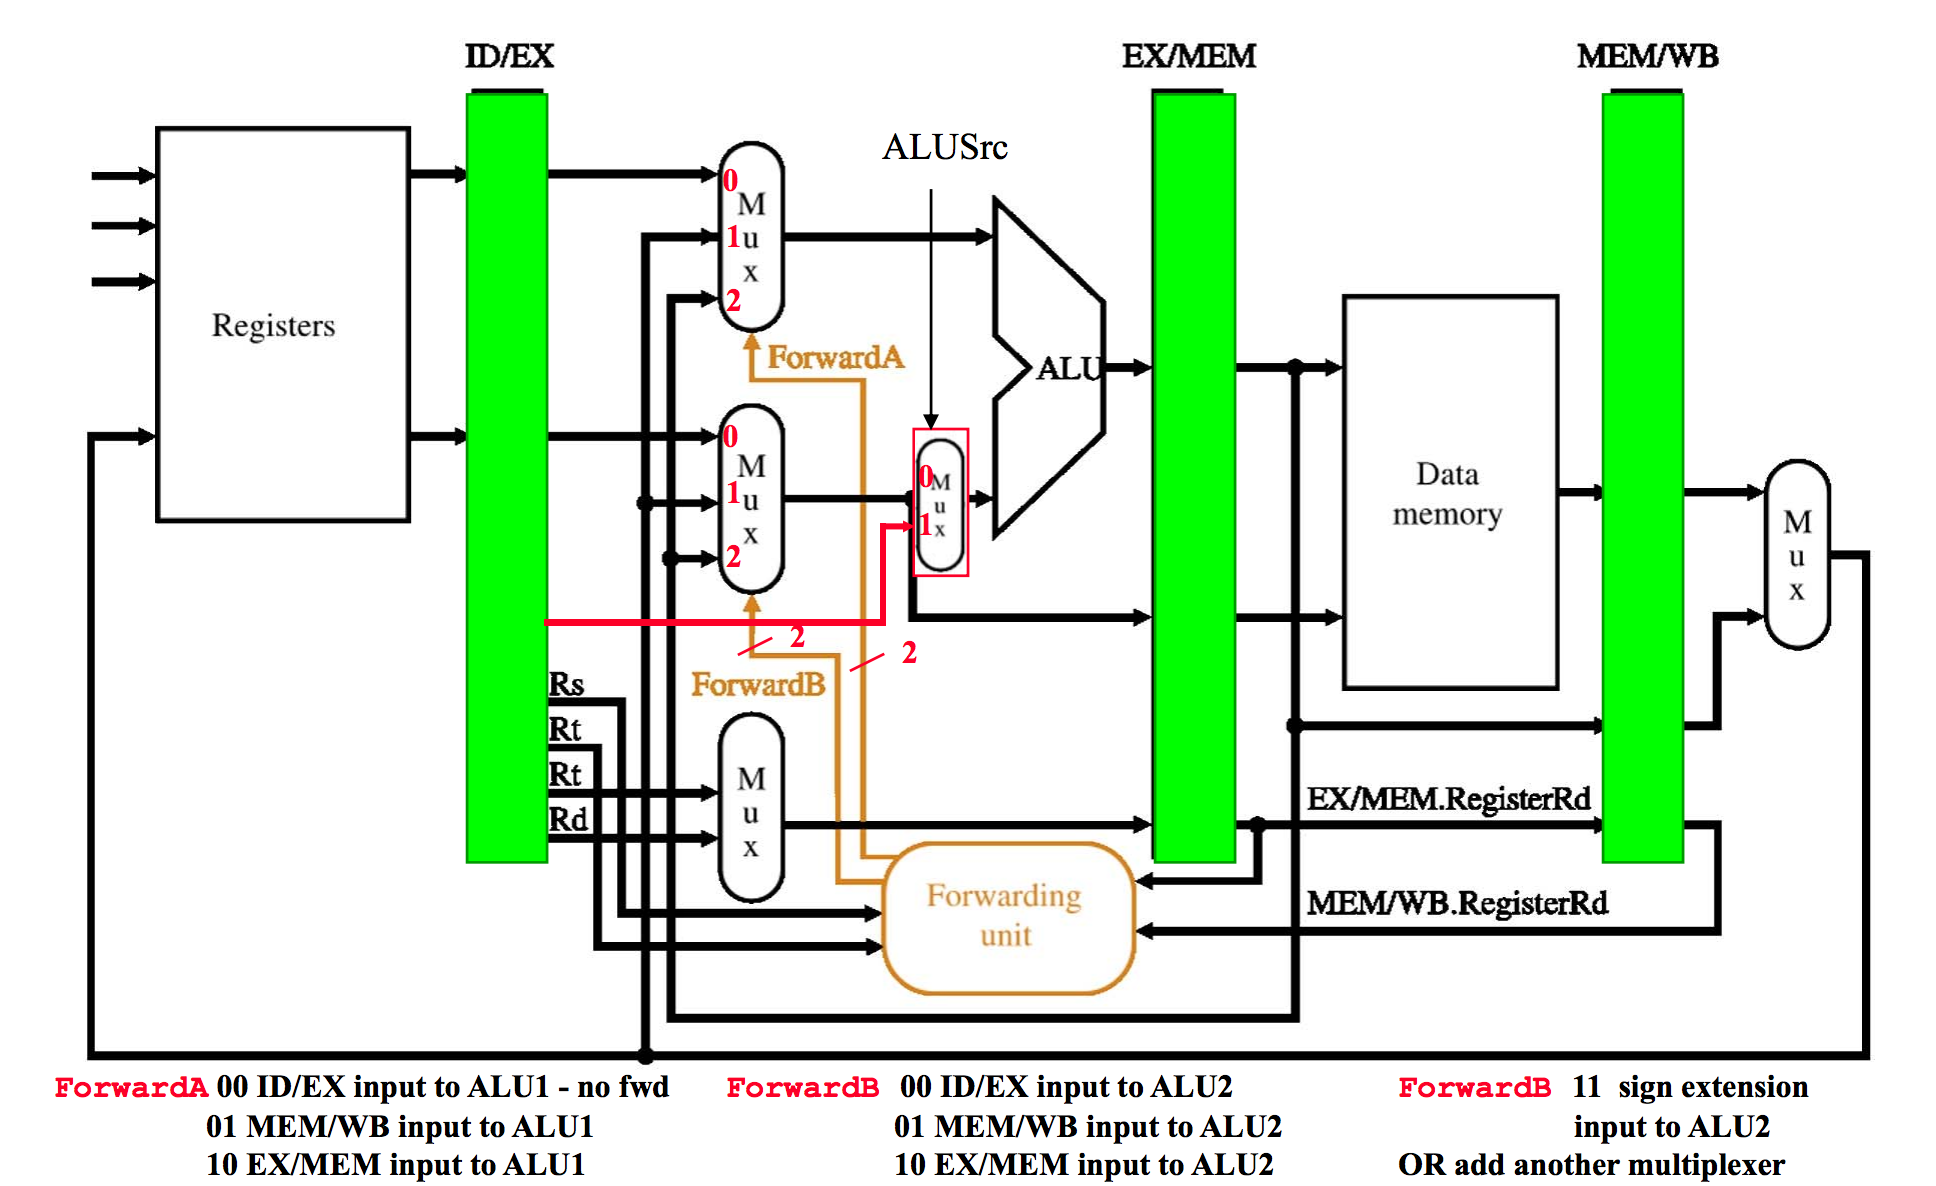 ID/EX
EX/MEM
MEM/WB
ALUSrc
Registers
0
M
1u
x
2
ForwardA
0
M
1u
x
2
0M
u
1x
ALU
Data
memory
M
u
x
2
2
ForwardB
Rs
Rt
Rt
Rd
M
u
x
EX/MEM.RegisterRd
MEM/WB.RegisterRd
Forwarding
unit
ForwardA 00 ID/EX input to ALU1 - no fwd
01 MEM/WB input to ALU1
10 EX/MEM input to ALU1
ForwardB 00 ID/EX input to ALU2
01 MEM/WB input to ALU2
10 EX/MEM input to ALU2
ForwardB 11 sign extension
input to ALU2
OR add another multiplexer